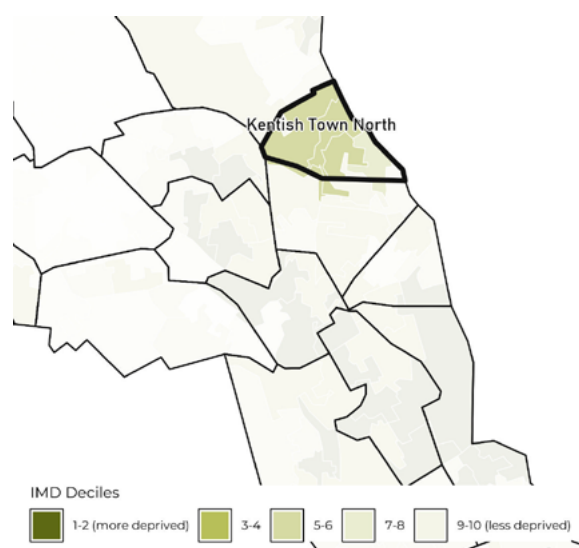 Kentish Town North
IMD Deciles
1-2 (more deprived) 3-4 5-6 7-8 9-10 (less deprived)